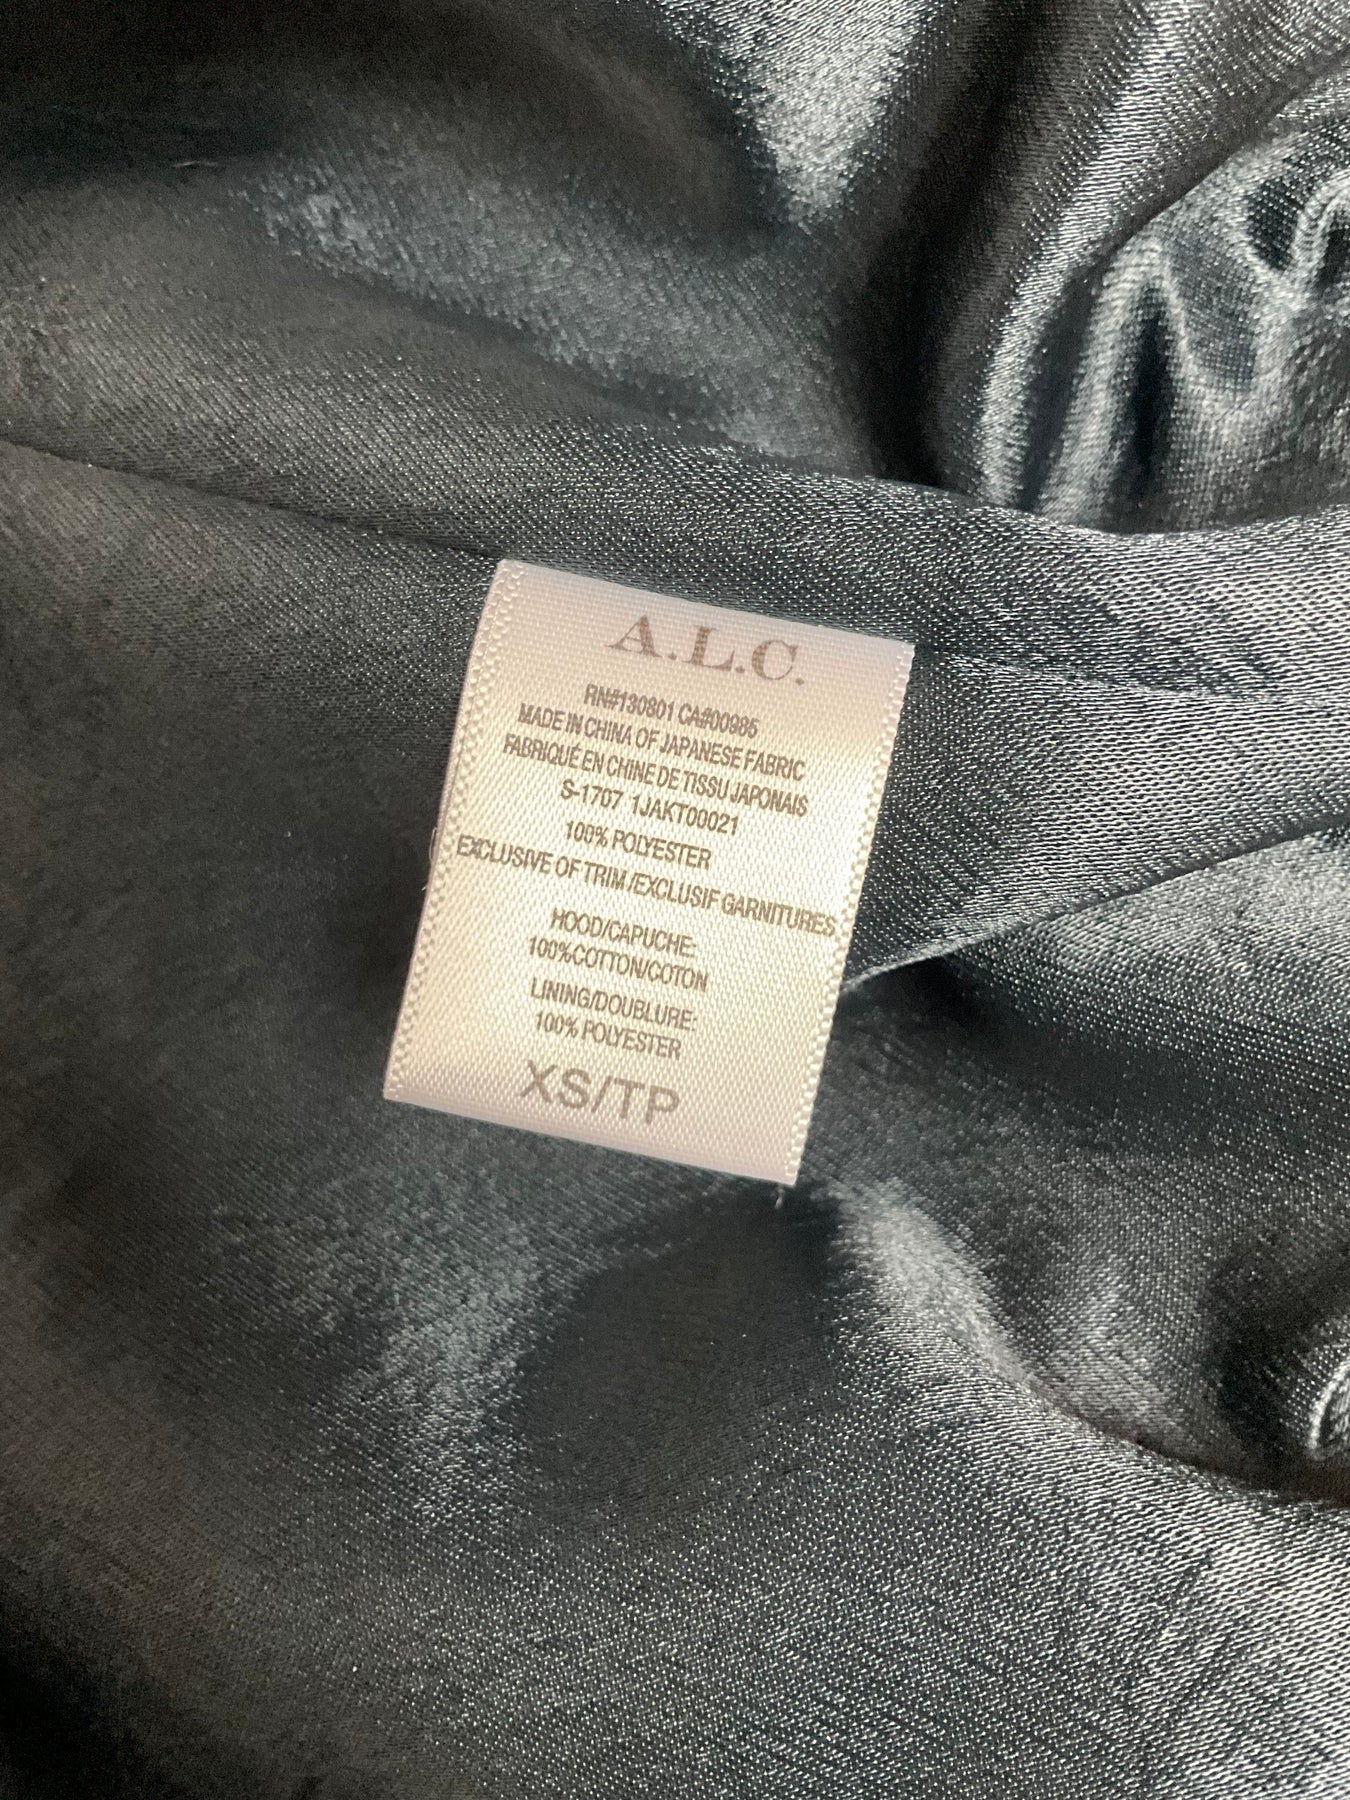 A.L.C.
RN#130801 CA#00985
MADE IN CHINA OF JAPANESE FABRIC
FABRIQUÉ EN CHINE DE TISSU JAPONAIS
S-1707 1JAKT00021
100% POLYESTER
EXCLUSIVE OF TRIM/EXCLUSIF GARNITURES
HOOD/CAPUCHE:
100%COTTON/COTON
LINING/DOUBLURE:
100% POLYESTER
XS/TP